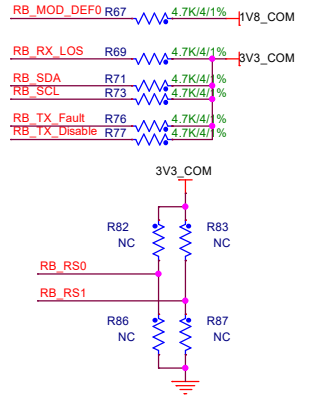 RB_MOD_DEF0 R67 4.7K/4/1% 1V8_COM
RB_RX_LOS R69 4.7K/4/1% 3V3_COM
RB_SDA R71 4.7K/4/1%
RB_SCL R73 4.7K/4/1%
RB_TX_Fault R76 4.7K/4/1%
RB_TX_Disable R77 4.7K/4/1%
3V3_COM
R82 R83
NC NC
RB_RS0
RB_RS1
R86 R87
NC NC